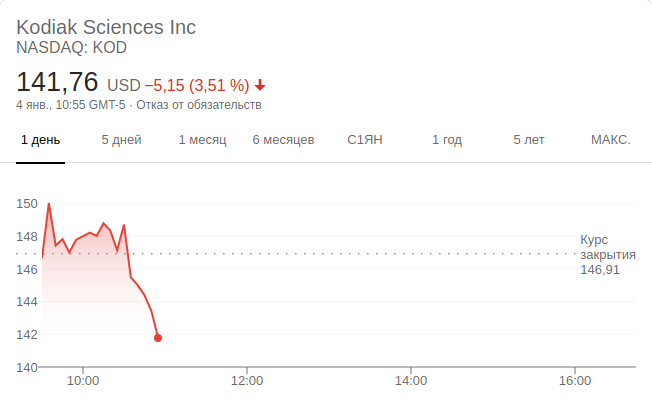 Kodiak Sciences Inc
NASDAQ: KOD
141,76 USD −5,15 (3,51 %)
4 янв., 10:55 GMT-5 · Отказ от обязательств
1 день 5 дней 1 месяц 6 месяцев С1ЯН 1 год 5 лет МАКС.
150
148
146
144
142
140
Курс
закрытия
146,91
10:00 12:00 14:00 16:00